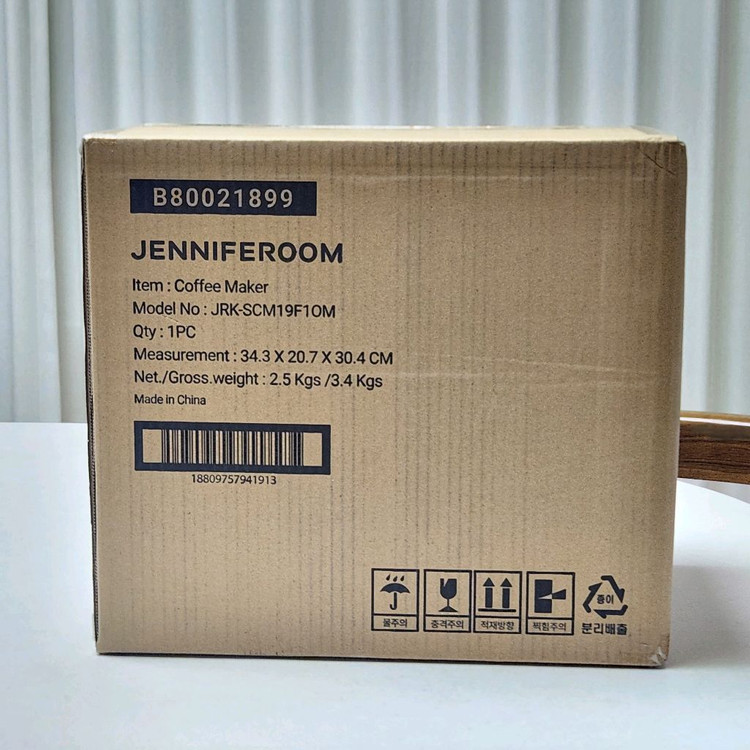 B80021899
JENNIFEROOM
Item : Coffee Maker
Model No : JRK-SCM19F1OM
Qty : 1PC
Measurement : 34.3 X 20.7 X 30.4 CM
Net./Gross.weight : 2.5 Kgs /3.4 Kgs
Made in China
18809757941913
물주의 충격주의 적재방향 찍힘주의 종이 분리배출